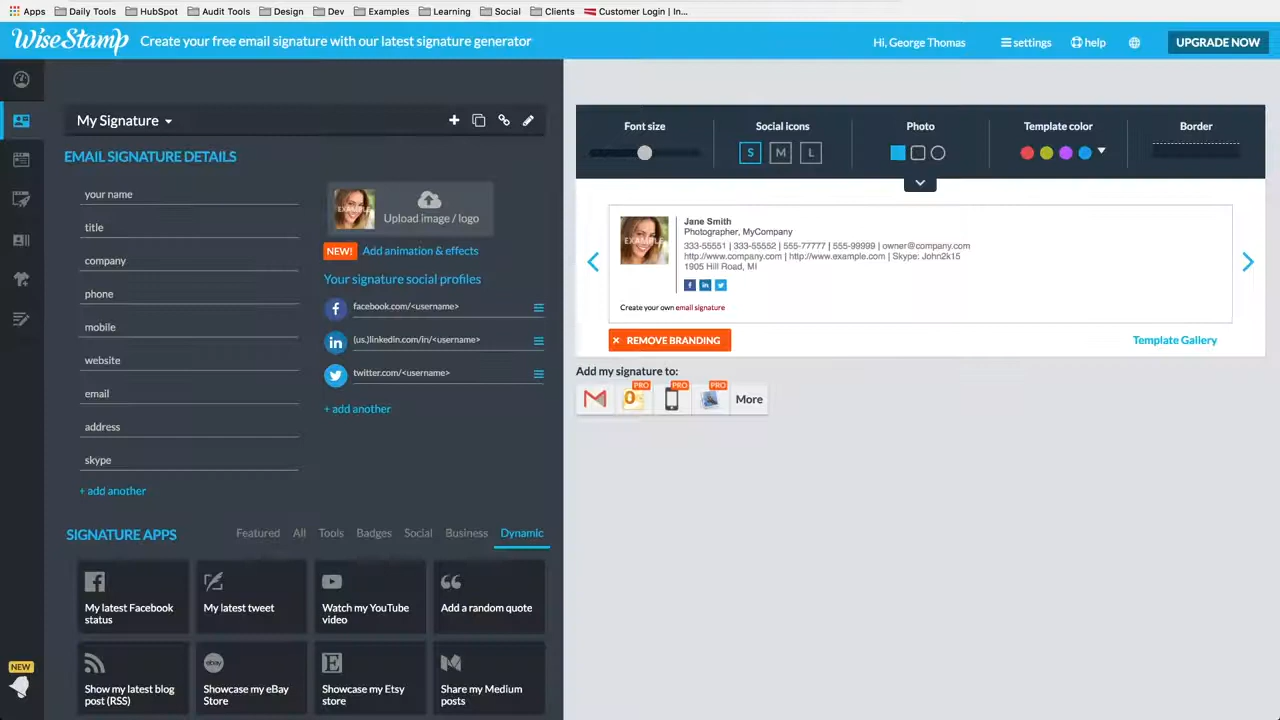 Apps Daily Tools HubSpot Audit Tools Design Dev Examples Learning Social Clients Customer Login | In...
WiseStamp Create your free email signature with our latest signature generator Hi, George Thomas settings help UPGRADE NOW
My Signature
EMAIL SIGNATURE DETAILS
your name
title
company
phone
mobile
website
email
address
skype
+ add another
EXAMPLE
Upload image / logo
NEW! Add animation & effects
Your signature social profiles
facebook.com/<username>
(us.)linkedin.com/in/<username>
twitter.com/<username>
+ add another
SIGNATURE APPS Featured All Tools Badges Social Business Dynamic
My latest Facebook status
My latest tweet
Watch my YouTube video
Add a random quote
Show my latest blog post (RSS)
ebay
Showcase my eBay Store
Showcase my Etsy store
Share my Medium posts
NEW
Font size Social icons Photo Template color Border
S M L
EXAMPLE
Jane Smith
Photographer, MyCompany
333-55551 | 333-55552 | 555-77777 | 555-99999 | owner@company.com
http://www.company.com | http://www.example.com | Skype: John2k15
1905 Hill Road, MI
Create your own email signature
× REMOVE BRANDING Template Gallery
Add my signature to:
PRO PRO PRO
More